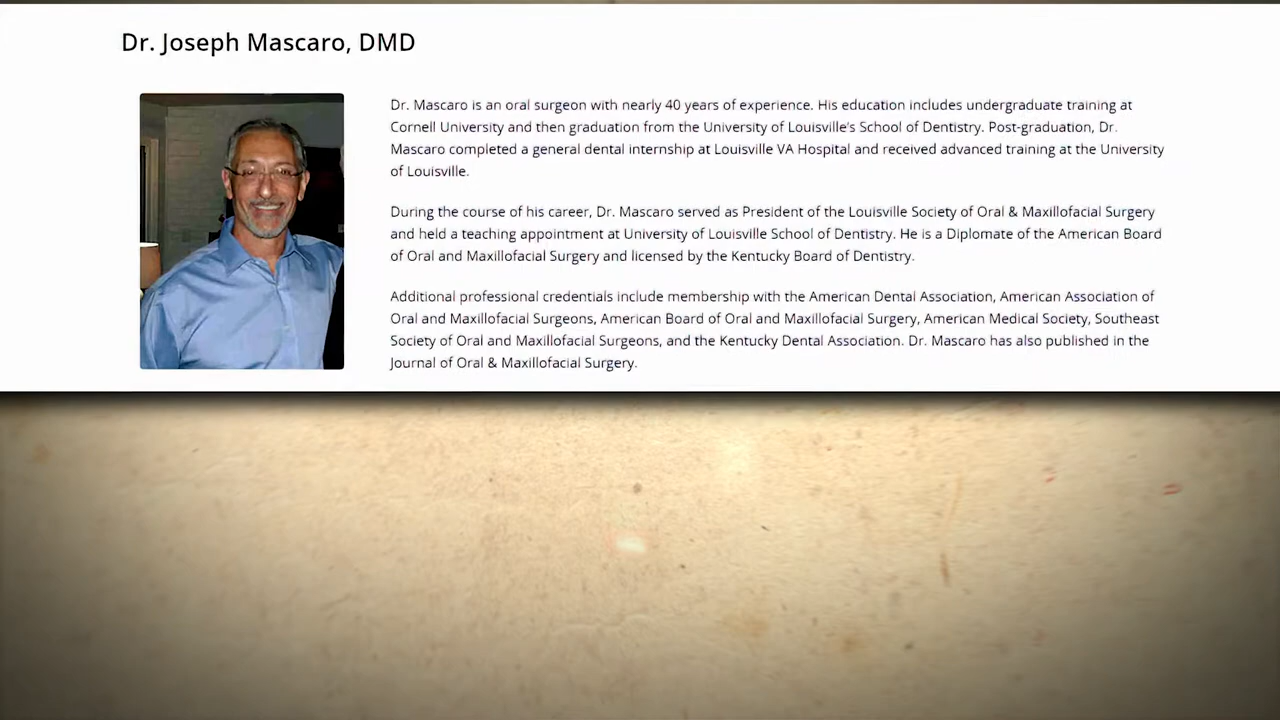 Dr. Joseph Mascaro, DMD
Dr. Mascaro is an oral surgeon with nearly 40 years of experience. His education includes undergraduate training at
Cornell University and then graduation from the University of Louisville's School of Dentistry. Post-graduation, Dr.
Mascaro completed a general dental internship at Louisville VA Hospital and received advanced training at the University
of Louisville.
During the course of his career, Dr. Mascaro served as President of the Louisville Society of Oral & Maxillofacial Surgery
and held a teaching appointment at University of Louisville School of Dentistry. He is a Diplomate of the American Board
of Oral and Maxillofacial Surgery and licensed by the Kentucky Board of Dentistry.
Additional professional credentials include membership with the American Dental Association, American Association of
Oral and Maxillofacial Surgeons, American Board of Oral and Maxillofacial Surgery, American Medical Society, Southeast
Society of Oral and Maxillofacial Surgeons, and the Kentucky Dental Association. Dr. Mascaro has also published in the
Journal of Oral & Maxillofacial Surgery.